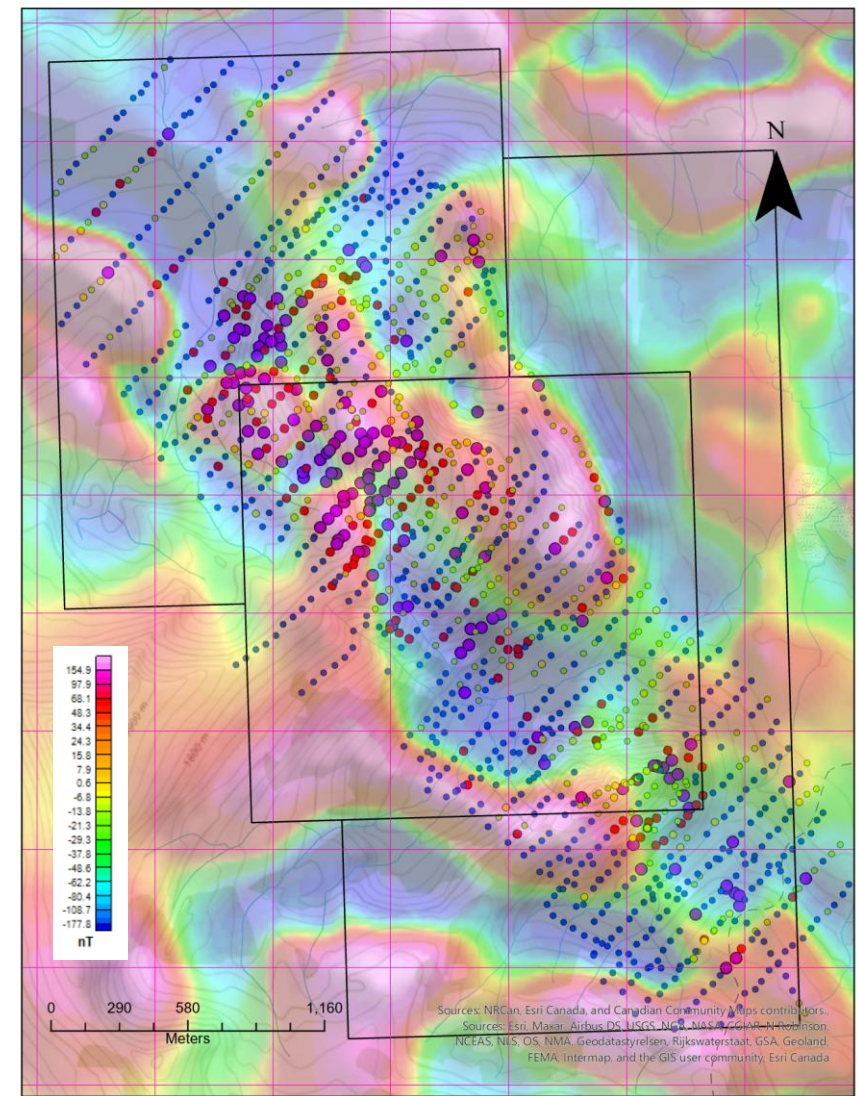 N
154.9
97.9
68.1
48.3
34.4
24.3
15.8
7.9
0.6
-6.8
-13.8
-21.3
-29.3
-37.8
-48.6
-62.2
-80.4
-108.7
-177.8
nT
1600 m
0 290 580 1,160
Meters
Sources: NRCan, Esri Canada, and Canadian Community Maps contributors.,
Sources: Esri, Maxar, Airbus DS, USGS, NGA, NASA, CGIAR, N Robinson,
NCEAS, NLS, OS, NMA, Geodatastyrelsen, Rijkswaterstaat, GSA, Geoland,
FEMA, Intermap, and the GIS user community, Esri Canada